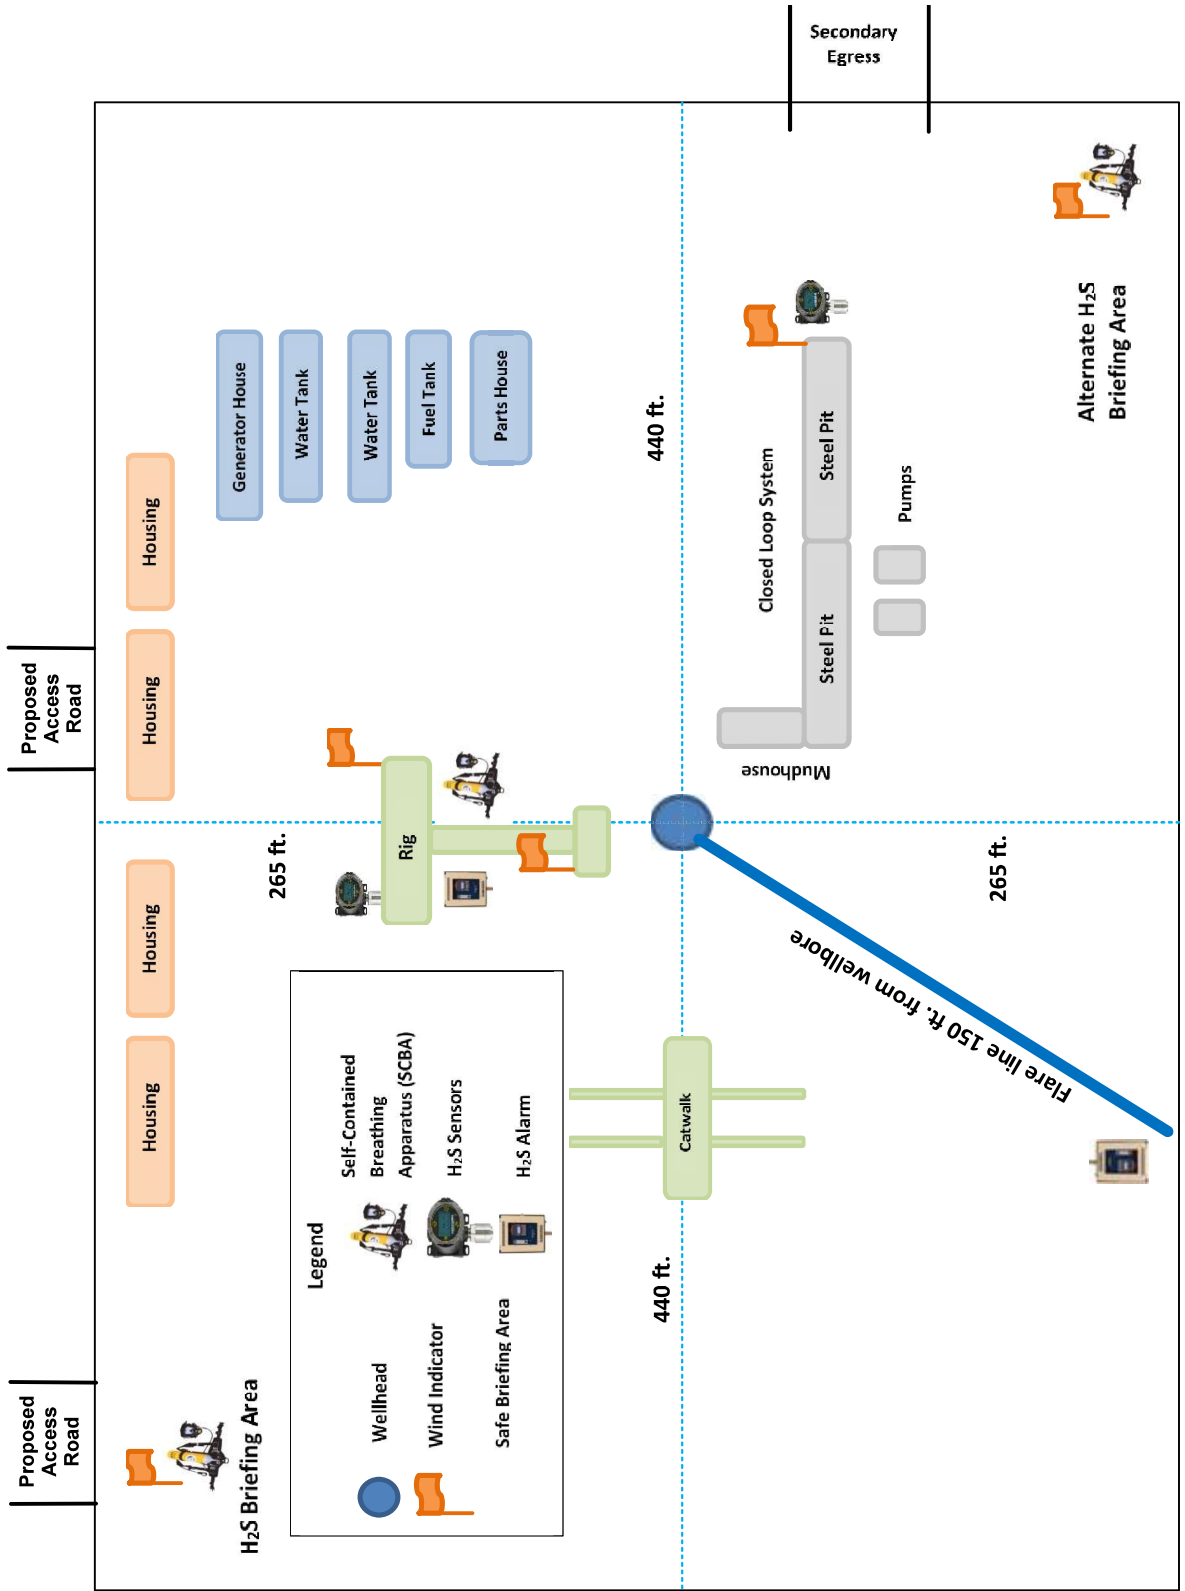 Secondary
Egress
Proposed
Access
Road
Proposed
Access
Road
Housing
Housing
Housing
Housing
Generator House
Water Tank
Water Tank
Fuel Tank
Parts House
440 ft.
Closed Loop System
Steel Pit
Steel Pit
Pumps
Mudhouse
Alternate H₂S
Briefing Area
265 ft.
Rig
265 ft.
Flare line 150 ft. from wellbore
Catwalk
440 ft.
H₂S Briefing Area
Legend
Wellhead
Wind Indicator
Safe Briefing Area
Self-Contained
Breathing
Apparatus (SCBA)
H₂S Sensors
H₂S Alarm